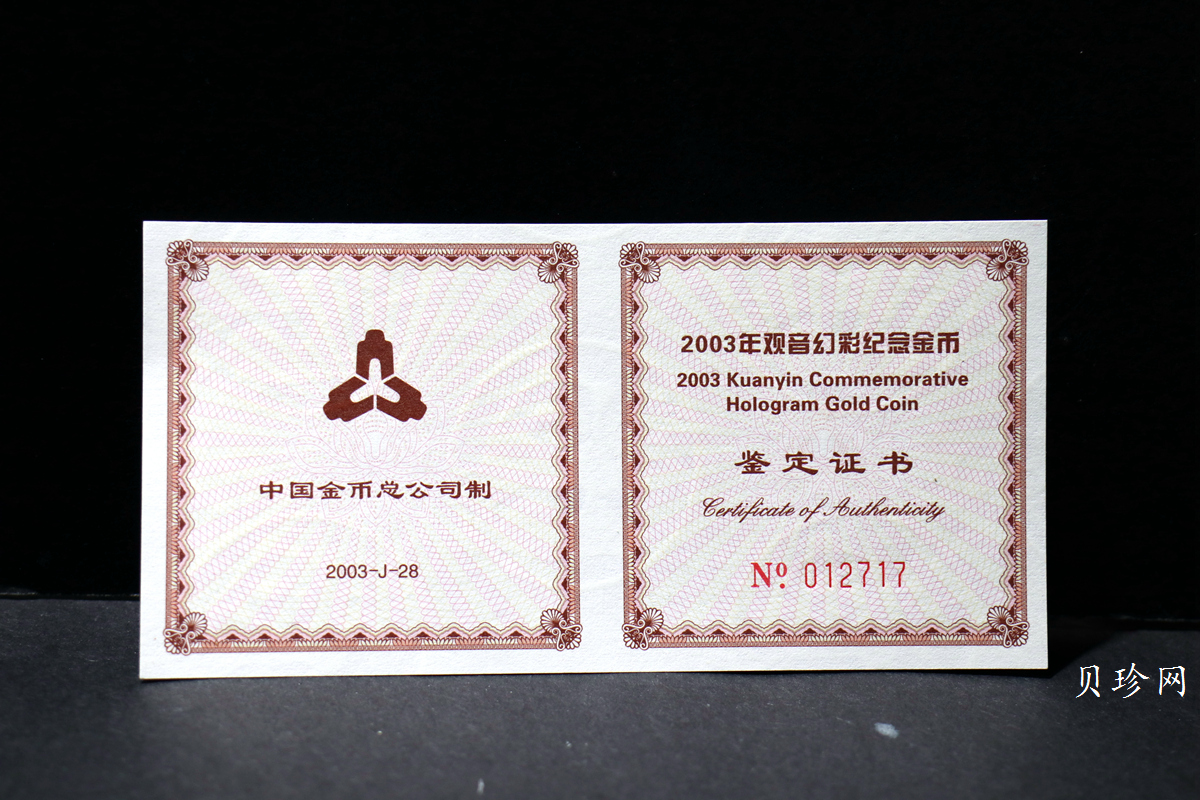 中国金币总公司制
2003-J-28
2003年观音幻彩纪念金币
2003 Kuanyin Commemorative
Hologram Gold Coin
鉴定证书
Certificate of Authenticity
Nº 012717
贝珍网